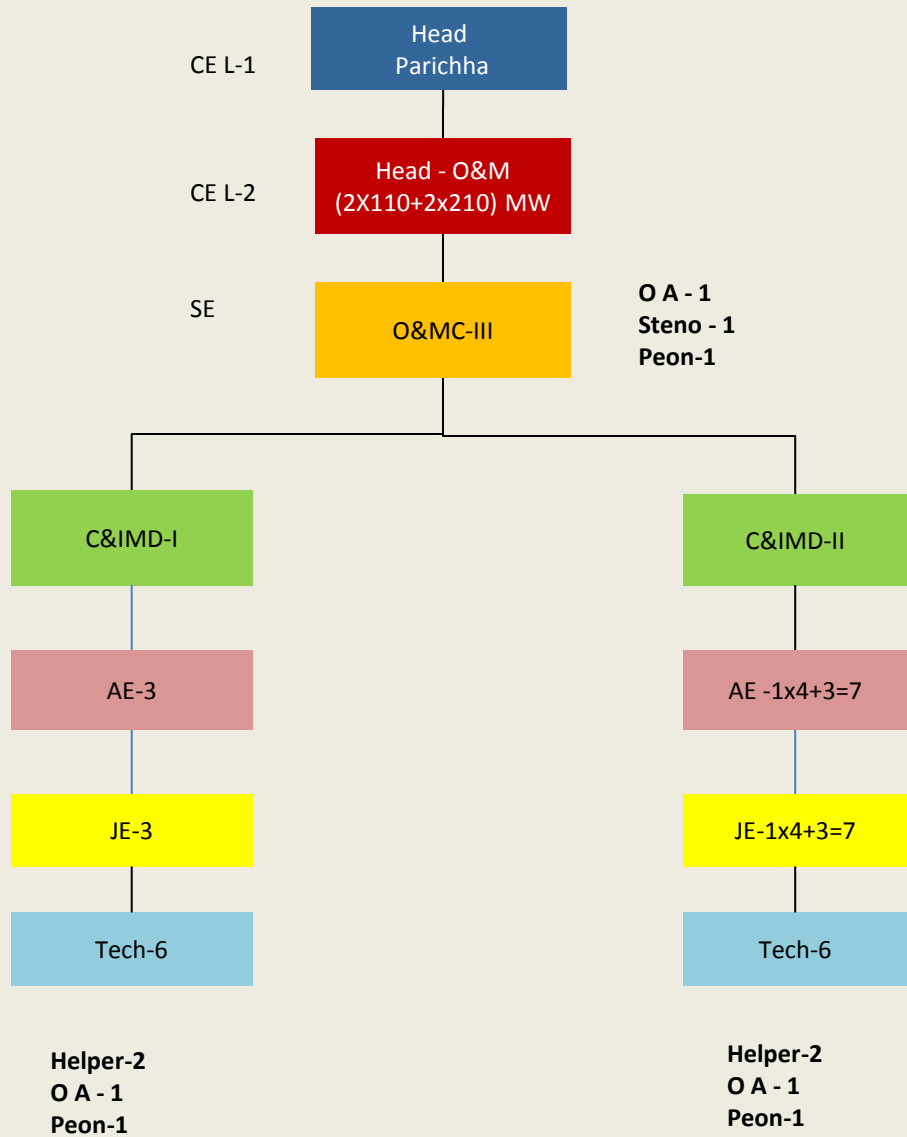 CE L-1
Head
Parichha
CE L-2
Head - O&M
(2X110+2x210) MW
SE
O&MC-III
O A - 1
Steno - 1
Peon-1
C&IMD-I
C&IMD-II
AE-3
AE -1x4+3=7
JE-3
JE-1x4+3=7
Tech-6
Tech-6
Helper-2
O A - 1
Peon-1
Helper-2
O A - 1
Peon-1